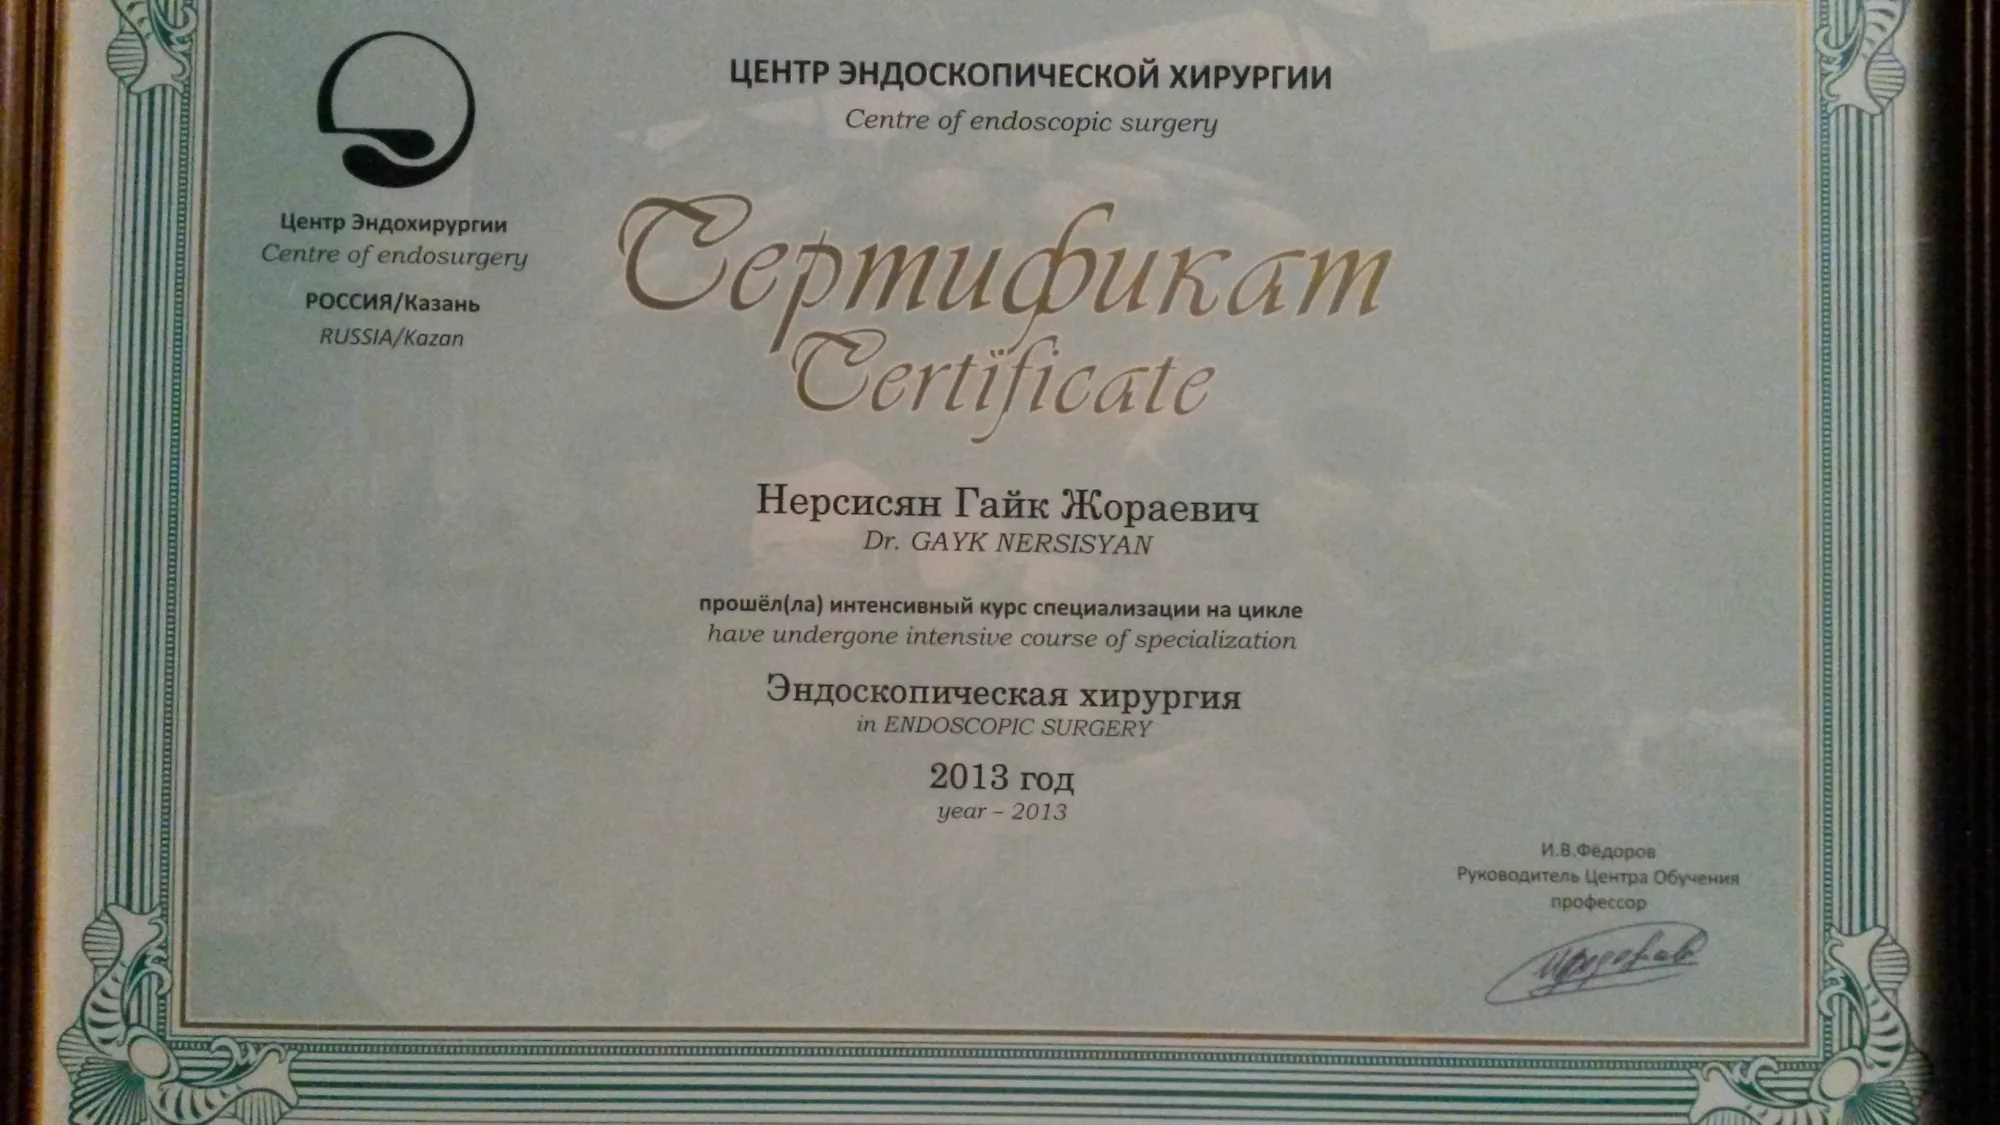 ЦЕНТР ЭНДОСКОПИЧЕСКОЙ ХИРУРГИИ
Centre of endoscopic surgery
Центр Эндохирургии
Centre of endosurgery
РОССИЯ/Казань
RUSSIA/Kazan
Сертификат
Certificate
Нерсисян Гайк Жораевич
Dr. GAYK NERSISYAN
прошёл(ла) интенсивный курс специализации на цикле
have undergone intensive course of specialization
Эндоскопическая хирургия
in ENDOSCOPIC SURGERY
2013 год
year – 2013
И.В.Фёдоров
Руководитель Центра Обучения
профессор